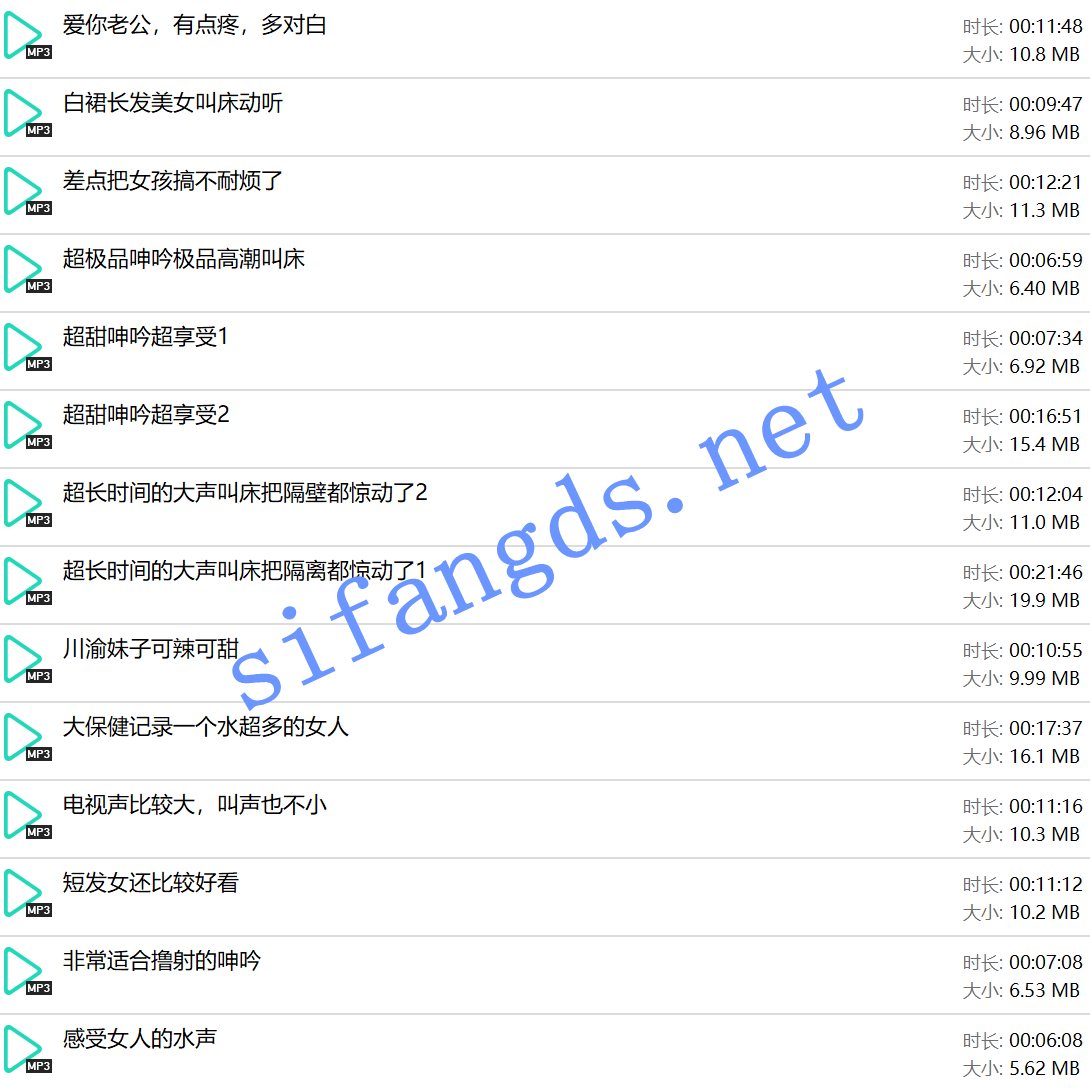 爱你老公，有点疼，多对白
时长: 00:11:48
MP3
大小: 10.8 MB
白裙长发美女叫床动听
时长: 00:09:47
MP3
大小: 8.96 MB
差点把女孩搞不耐烦了
时长: 00:12:21
MP3
大小: 11.3 MB
超极品呻吟极品高潮叫床
时长: 00:06:59
MP3
大小: 6.40 MB
超甜呻吟超享受1
时长: 00:07:34
MP3
大小: 6.92 MB
超甜呻吟超享受2
时长: 00:16:51
MP3
大小: 15.4 MB
超长时间的大声叫床把隔壁都惊动了2
时长: 00:12:04
MP3
大小: 11.0 MB
超长时间的大声叫床把隔离都惊动了1
时长: 00:21:46
MP3
大小: 19.9 MB
川渝妹子可辣可甜
时长: 00:10:55
MP3
大小: 9.99 MB
大保健记录一个水超多的女人
时长: 00:17:37
MP3
大小: 16.1 MB
电视声比较大，叫声也不小
时长: 00:11:16
MP3
大小: 10.3 MB
短发女还比较好看
时长: 00:11:12
MP3
大小: 10.2 MB
非常适合撸射的呻吟
时长: 00:07:08
MP3
大小: 6.53 MB
感受女人的水声
时长: 00:06:08
MP3
大小: 5.62 MB
sifangds.net